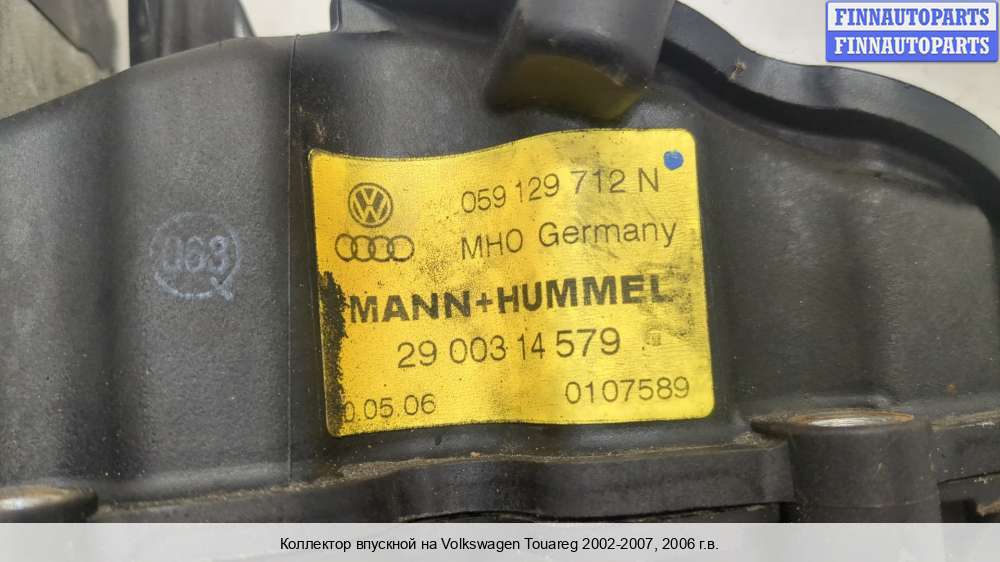 FINNAUTOPARTS
FINNAUTOPARTS
059 129 712 N
MHO Germany
MANN+HUMMEL
29 003 14 579
0.05.06 0107589
063
Коллектор впускной на Volkswagen Touareg 2002-2007, 2006 г.в.